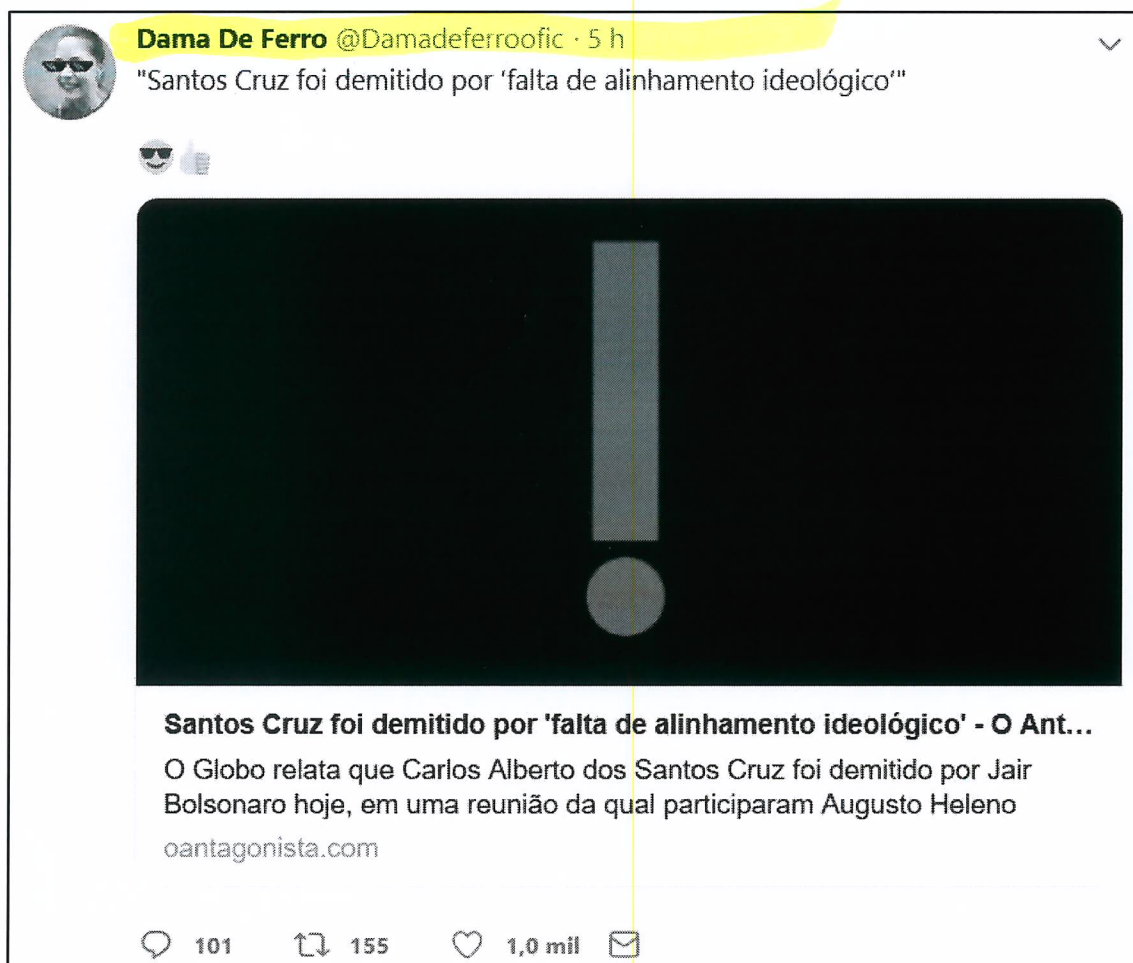 Dama De Ferro @Damadeferroofic · 5 h
"Santos Cruz foi demitido por 'falta de alinhamento ideológico'"
Santos Cruz foi demitido por 'falta de alinhamento ideológico' - O Ant...
O Globo relata que Carlos Alberto dos Santos Cruz foi demitido por Jair
Bolsonaro hoje, em uma reunião da qual participaram Augusto Heleno
oantagonista.com
101 155 1,0 mil